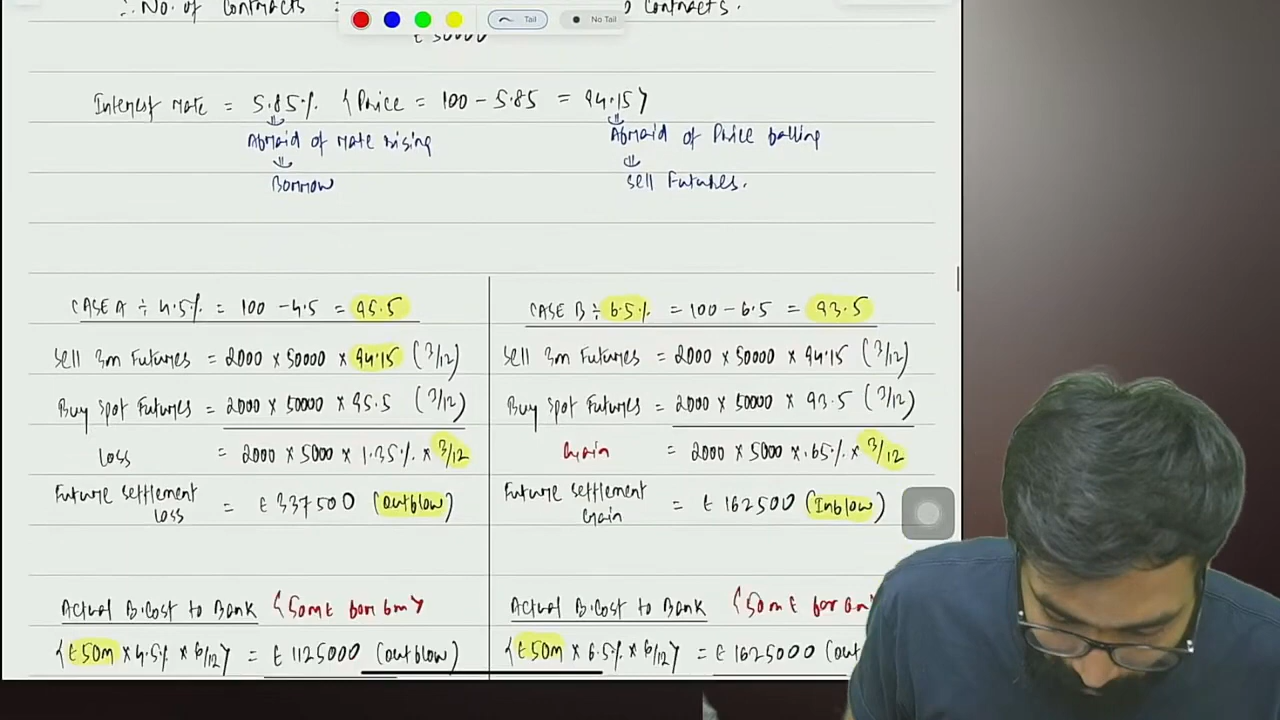 ∴ No. of Contracts
Contracts.
Tail
No Tail
£ 50000
Interest Rate = 5.85% {Price = 100 - 5.85 = 94.15}
Afraid of Rate rising
Afraid of Price falling
Borrow
Sell Futures.
CASE A ÷ 4.5% = 100 - 4.5 = 95.5
Sell 3m Futures = 2000 × 50000 × 94.15 (3/12)
Buy Spot Futures = 2000 × 50000 × 95.5 (3/12)
Loss = 2000 × 5000 × 1.35% × 3/12
Future Settlement Loss = £ 337500 (Outflow)
Actual B.Cost to Bank {50m£ for 6m}
{£50m × 4.5% × 6/12} = £ 1125000 (outflow)
CASE B ÷ 6.5% = 100 - 6.5 = 93.5
Sell 3m Futures = 2000 × 50000 × 94.15 (3/12)
Buy Spot Futures = 2000 × 50000 × 93.5 (3/12)
Gain = 2000 × 5000 × .65% × 3/12
Future Settlement Gain = £ 162500 (Inflow)
Actual B.Cost to Bank {50m£ for 6m
{£50m × 6.5% × 6/12} = £ 1625000 (out